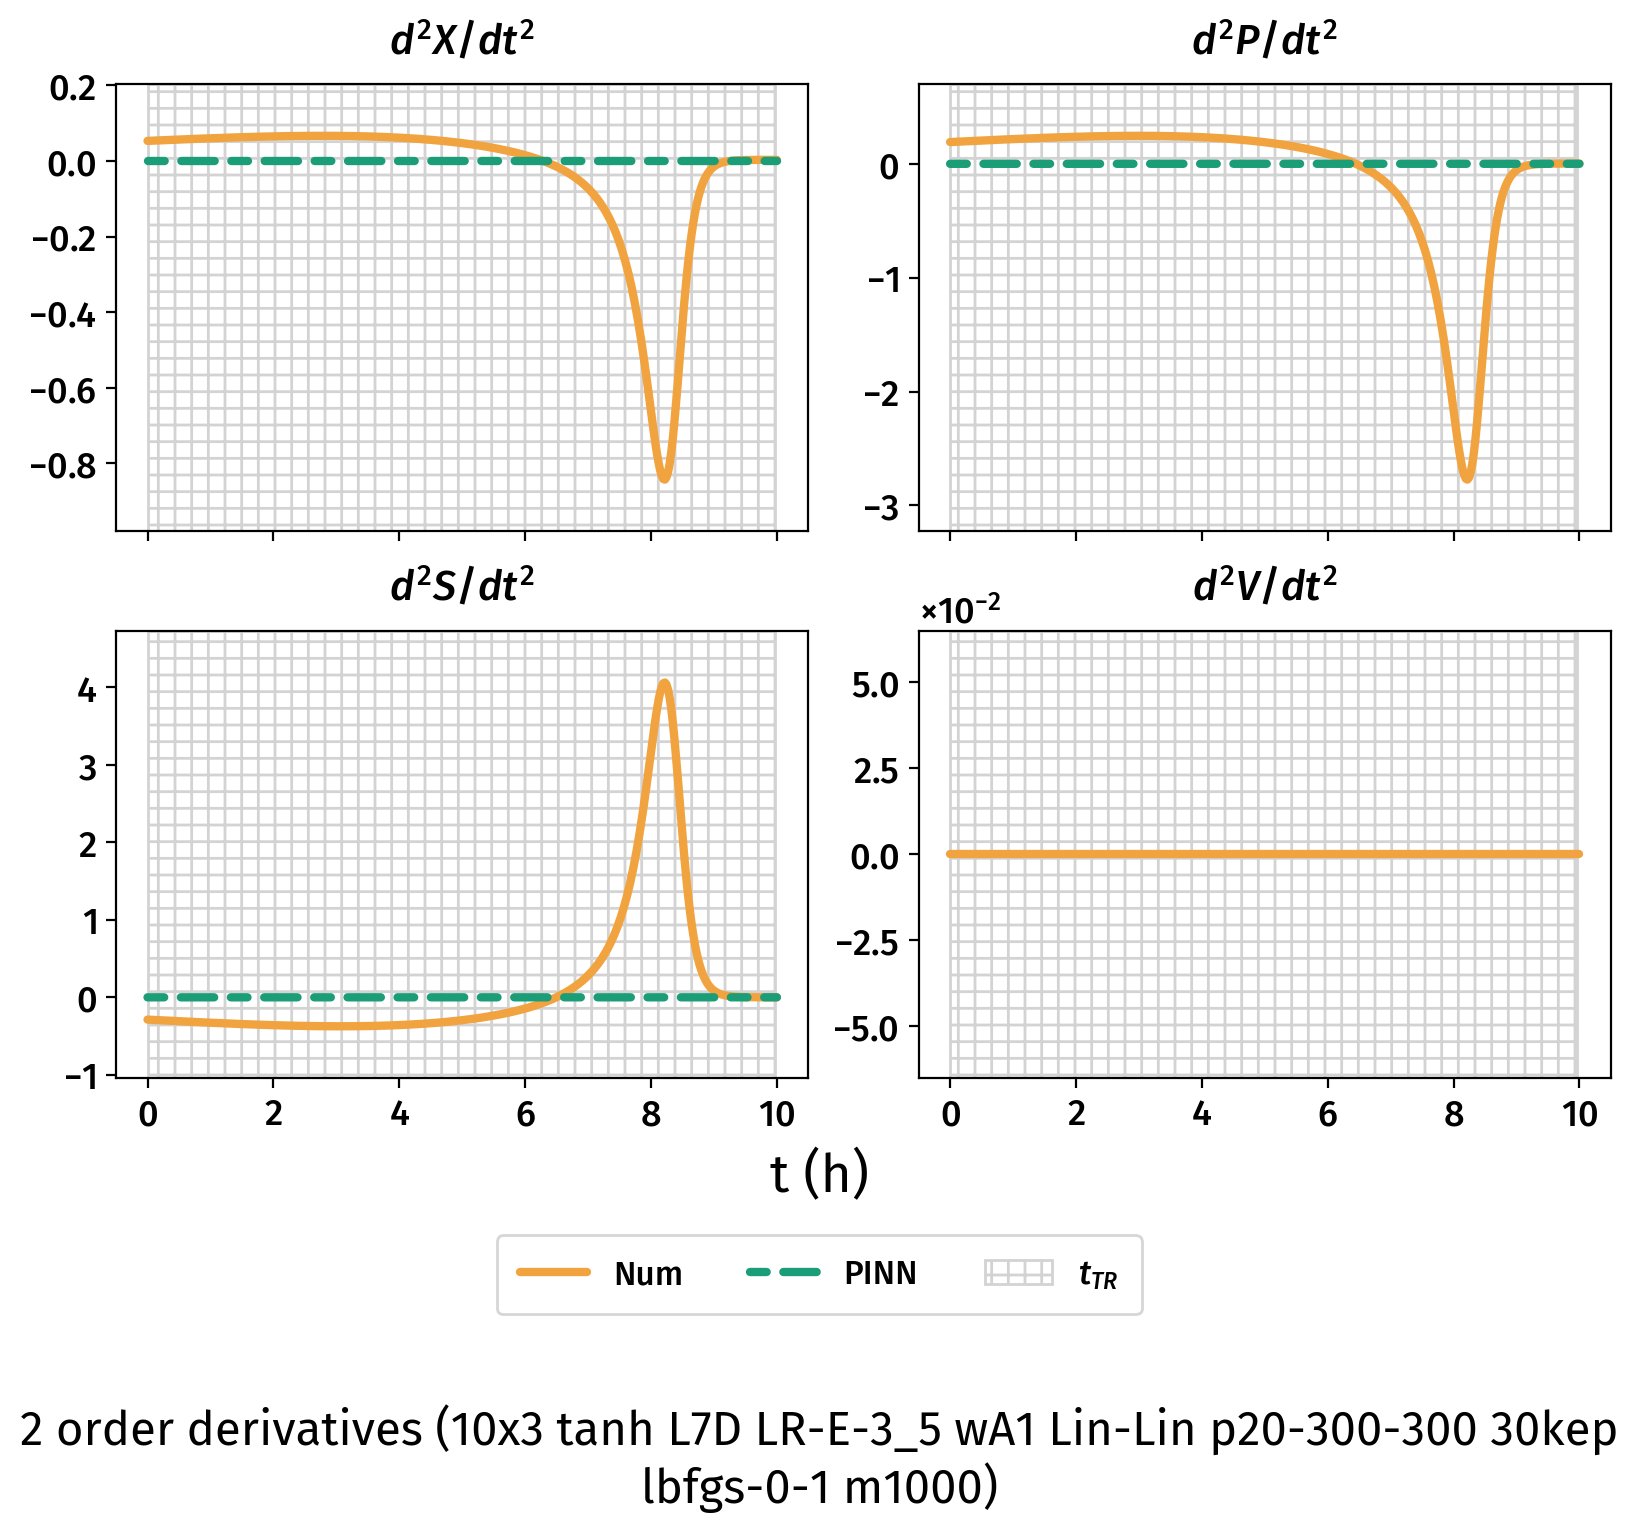 d²X/dt²
d²P/dt²
0.2
0.0
−0.2
−0.4
−0.6
−0.8
0
−1
−2
−3
d²S/dt²
d²V/dt²
×10⁻²
4
3
2
1
0
−1
5.0
2.5
0.0
−2.5
−5.0
0 2 4 6 8 10
0 2 4 6 8 10
t (h)
Num PINN t_TR
2 order derivatives (10x3 tanh L7D LR-E-3_5 wA1 Lin-Lin p20-300-300 30kep
lbfgs-0-1 m1000)